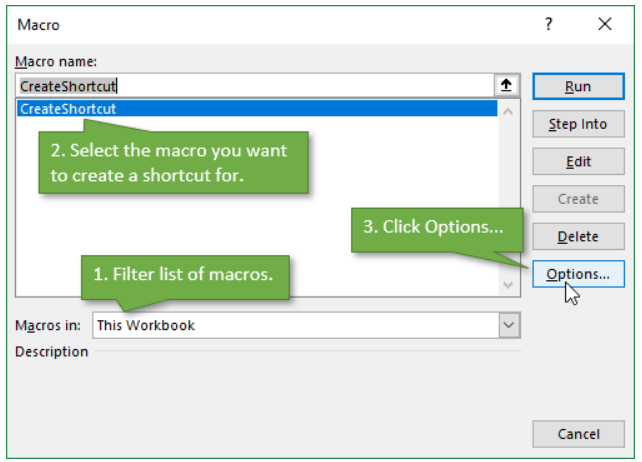 Macro
?
Macro name:
CreateShortcut
Run
CreateShortcut
Step Into
2. Select the macro you want
to create a shortcut for.
Edit
Create
3. Click Options...
Delete
1. Filter list of macros.
Options...
Macros in:
This Workbook
Description
Cancel